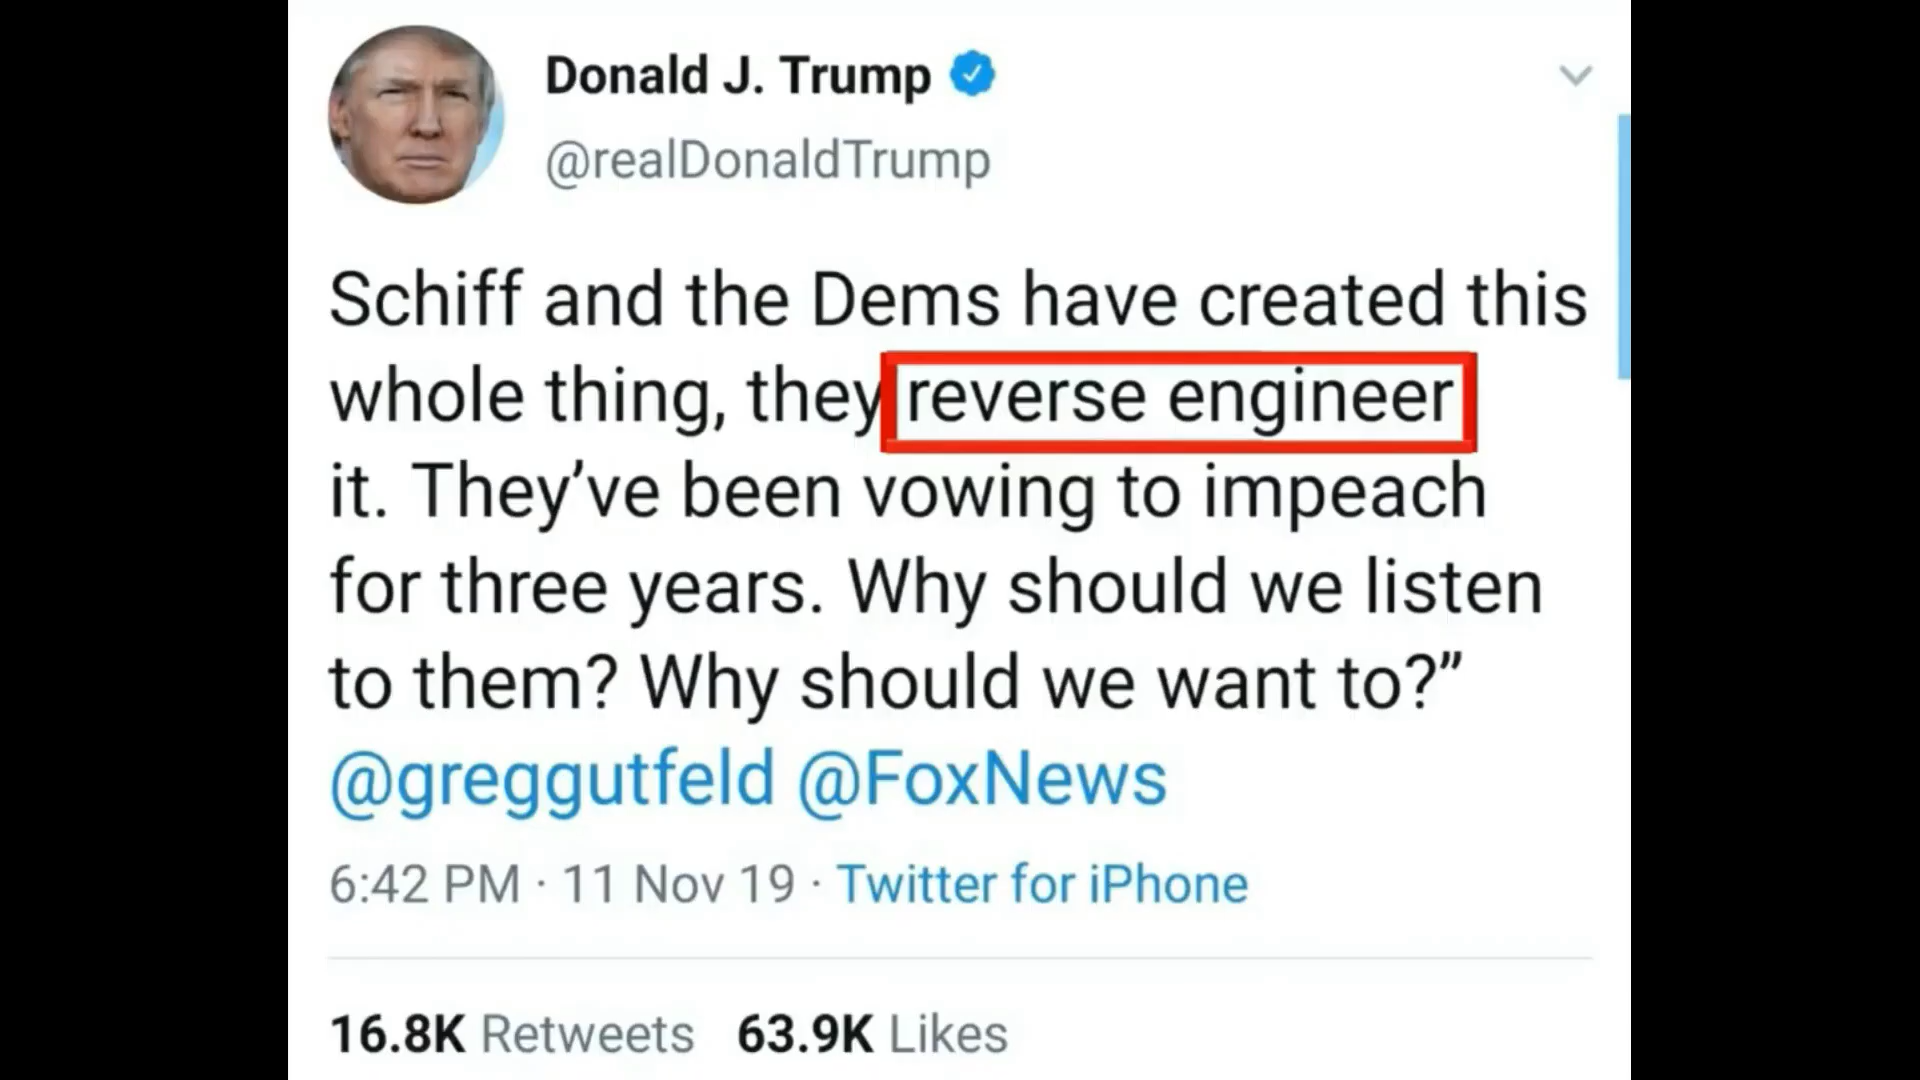 Donald J. Trump
@realDonaldTrump
Schiff and the Dems have created this
whole thing, they reverse engineer
it. They’ve been vowing to impeach
for three years. Why should we listen
to them? Why should we want to?”
@greggutfeld @FoxNews
6:42 PM · 11 Nov 19 · Twitter for iPhone
16.8K Retweets 63.9K Likes